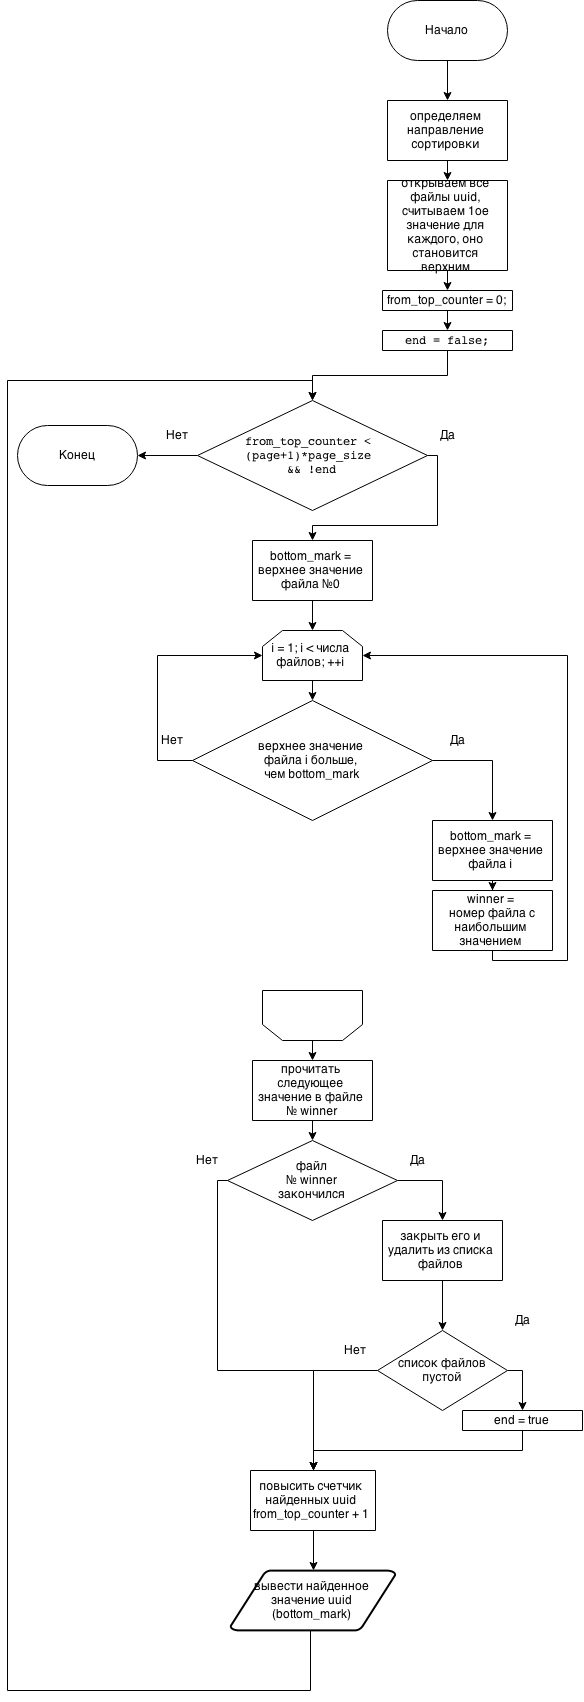 Начало
определяем
направление
сортировки
открываем все
файлы uuid,
считываем 1ое
значение для
каждого, оно
становится
верхним
from_top_counter = 0;
end = false;
Нет
Да
Конец
from_top_counter <
(page+1)*page_size
&& !end
bottom_mark =
верхнее значение
файла №0
i = 1; i < числа
файлов; ++i
Нет
Да
верхнее значение
файла i больше,
чем bottom_mark
bottom_mark =
верхнее значение
файла i
winner =
номер файла с
наибольшим
значением
прочитать
следующее
значение в файле
№ winner
Нет
Да
файл
№ winner
закончился
закрыть его и
удалить из списка
файлов
Да
Нет
список файлов
пустой
end = true
повысить счетчик
найденных uuid
from_top_counter + 1
вывести найденное
значение uuid
(bottom_mark)